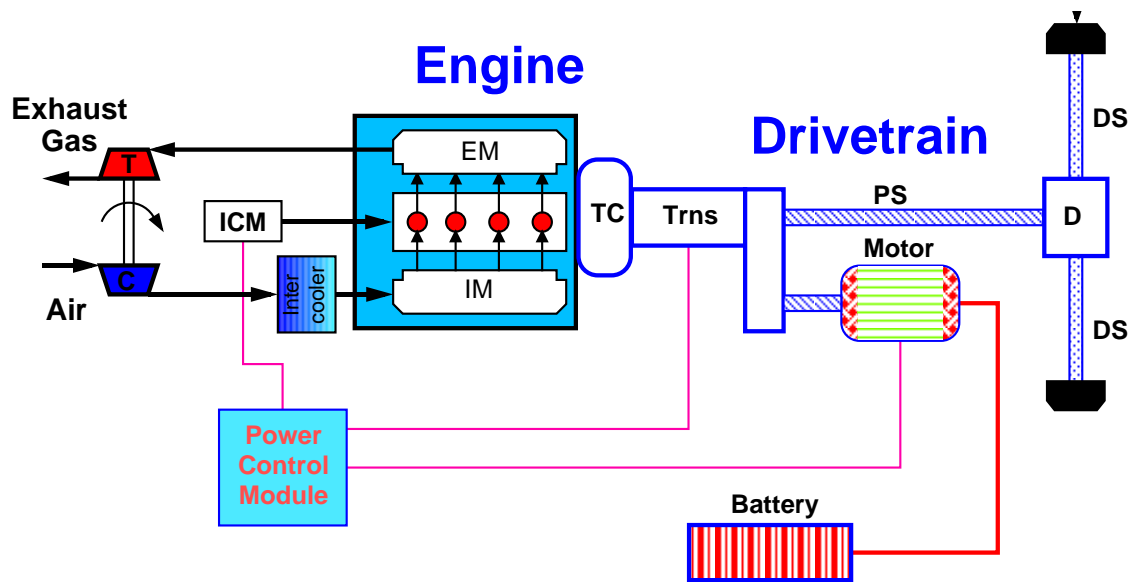 Engine
Drivetrain
Exhaust
Gas
T
EM
ICM
TC
Trns
PS
DS
D
Motor
C
Air
Inter
cooler
IM
DS
Power
Control
Module
Battery